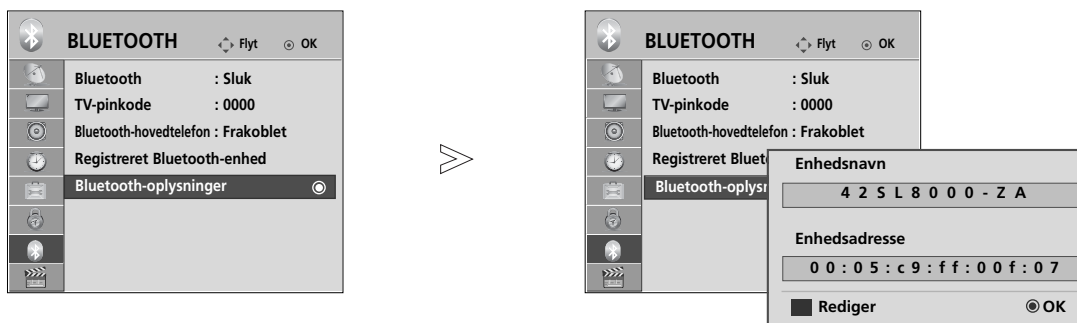 BLUETOOTH Flyt OK
Bluetooth : Sluk
TV-pinkode : 0000
Bluetooth-hovedtelefon : Frakoblet
Registreret Bluetooth-enhed
Bluetooth-oplysninger
BLUETOOTH Flyt OK
Bluetooth : Sluk
TV-pinkode : 0000
Bluetooth-hovedtelefon : Frakoblet
Registreret Bluet
Bluetooth-oplysn
Enhedsnavn
42SL8000-ZA
Enhedsadresse
00:05:c9:ff:00f:07
Rediger OK